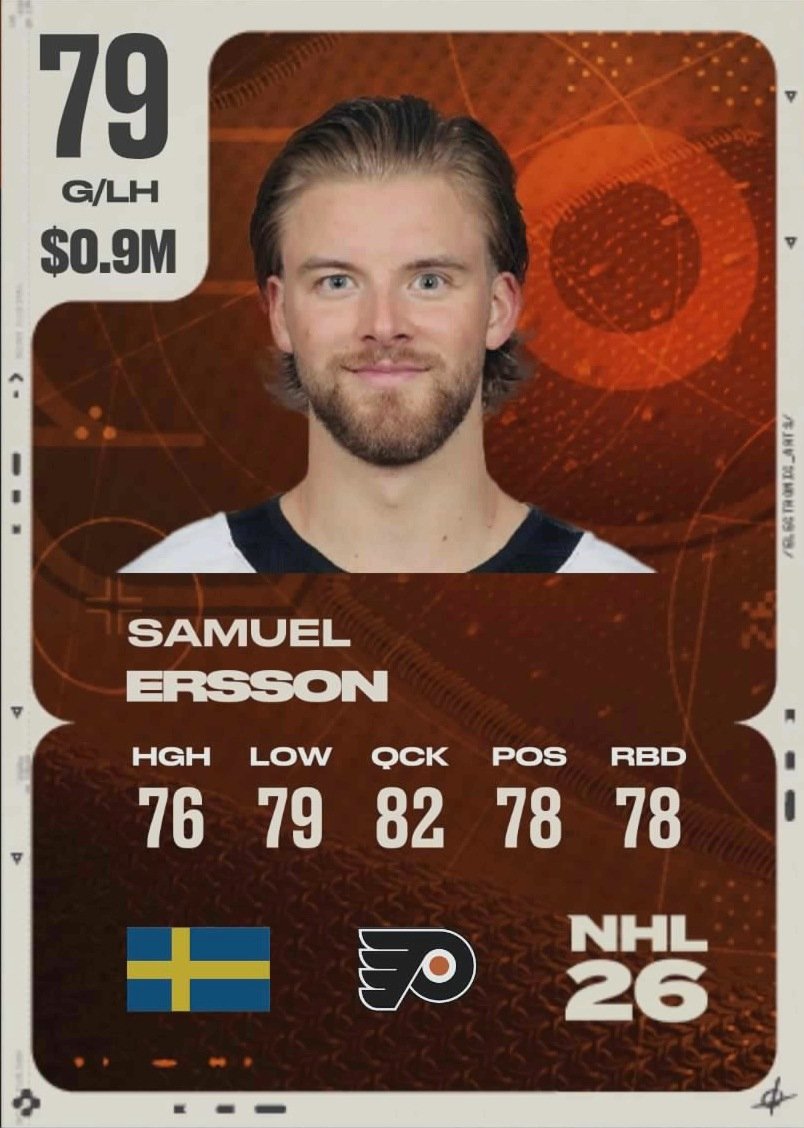 79
G/LH
$0.9M
SAMUEL
ERSSON
HGH LOW QCK POS RBD
76 79 82 78 78
NHL
26